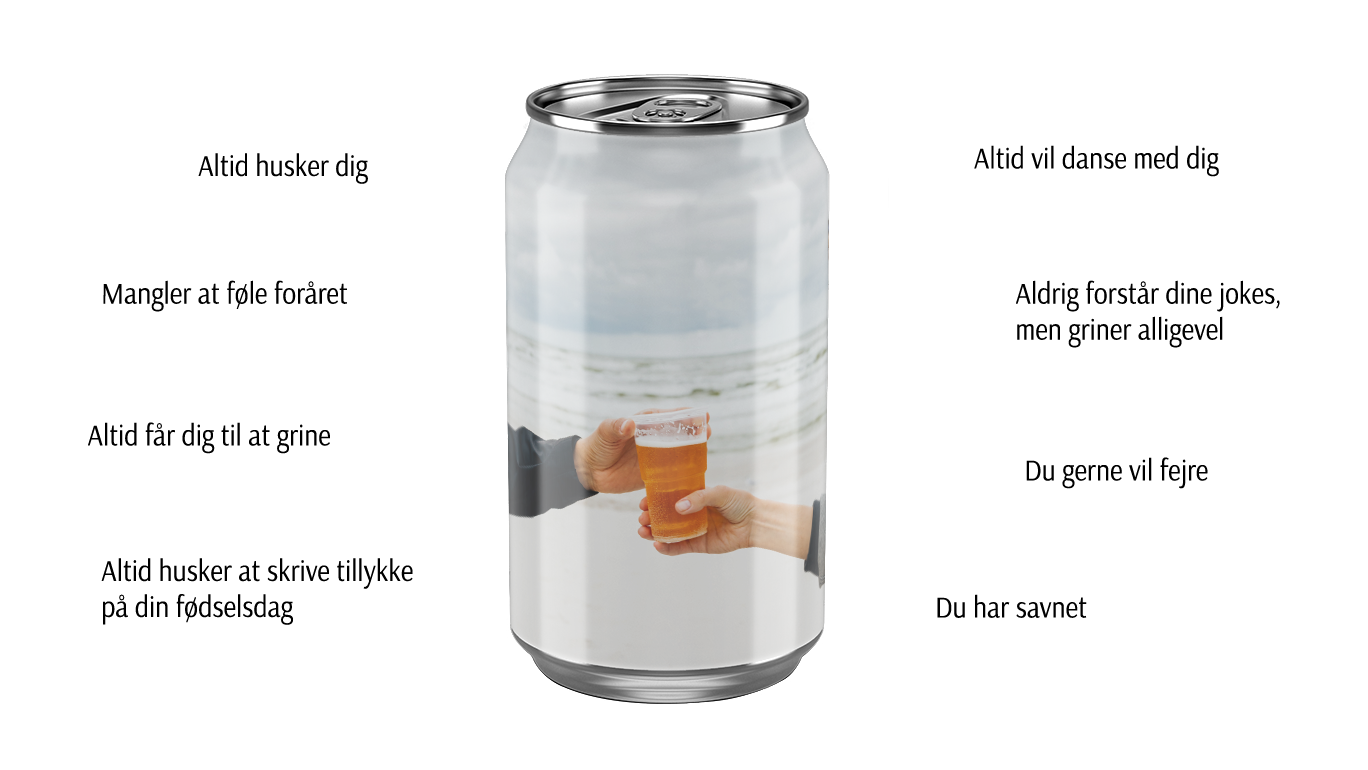 Altid husker dig
Mangler at føle foråret
Altid får dig til at grine
Altid husker at skrive tillykke
på din fødselsdag
Altid vil danse med dig
Aldrig forstår dine jokes,
men griner alligevel
Du gerne vil fejre
Du har savnet